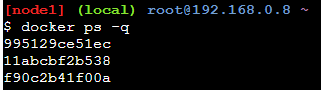 [node1] (local) root@192.168.0.8 ~
$ docker ps -q
995129ce51ec
11abcbf2b538
f90c2b41f00a